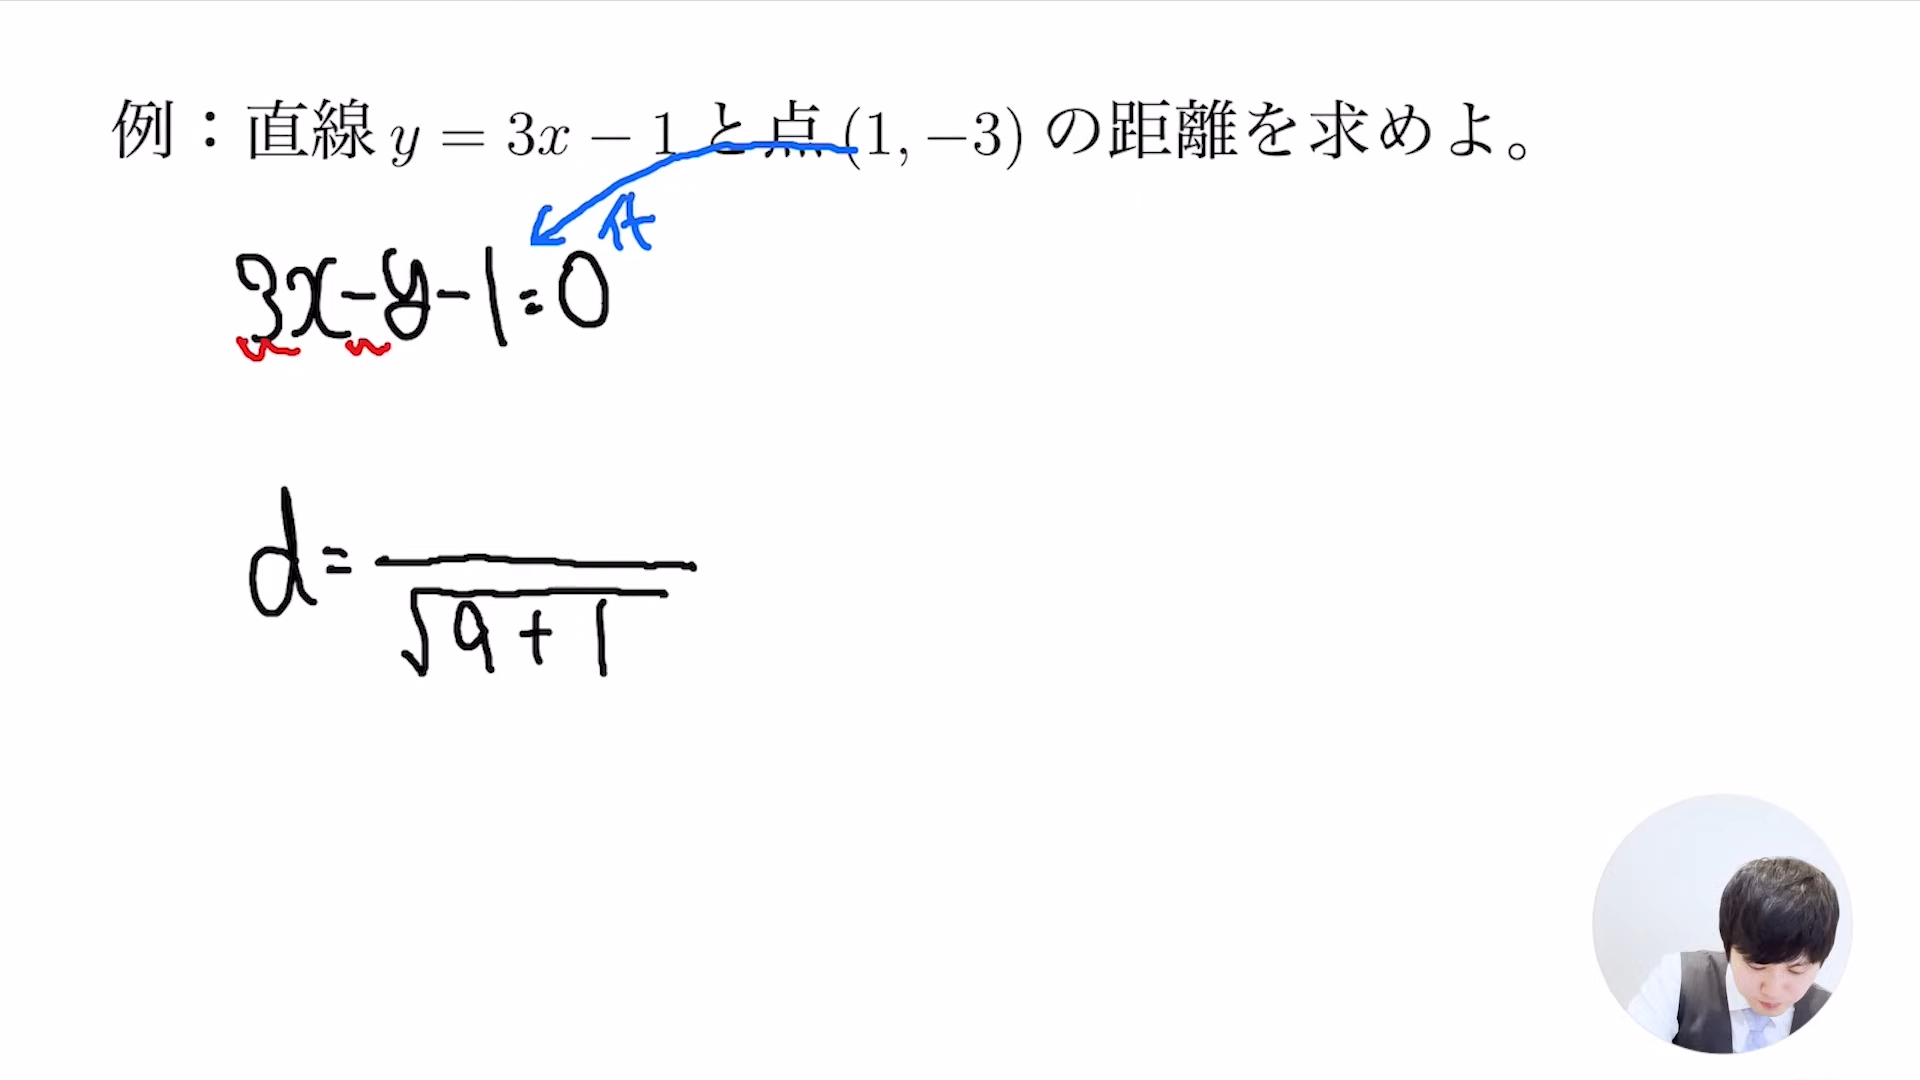 例：直線 y = 3x − 1 と点 (1, −3) の距離を求めよ。
代
3x-y-1=0
d=
√9+1